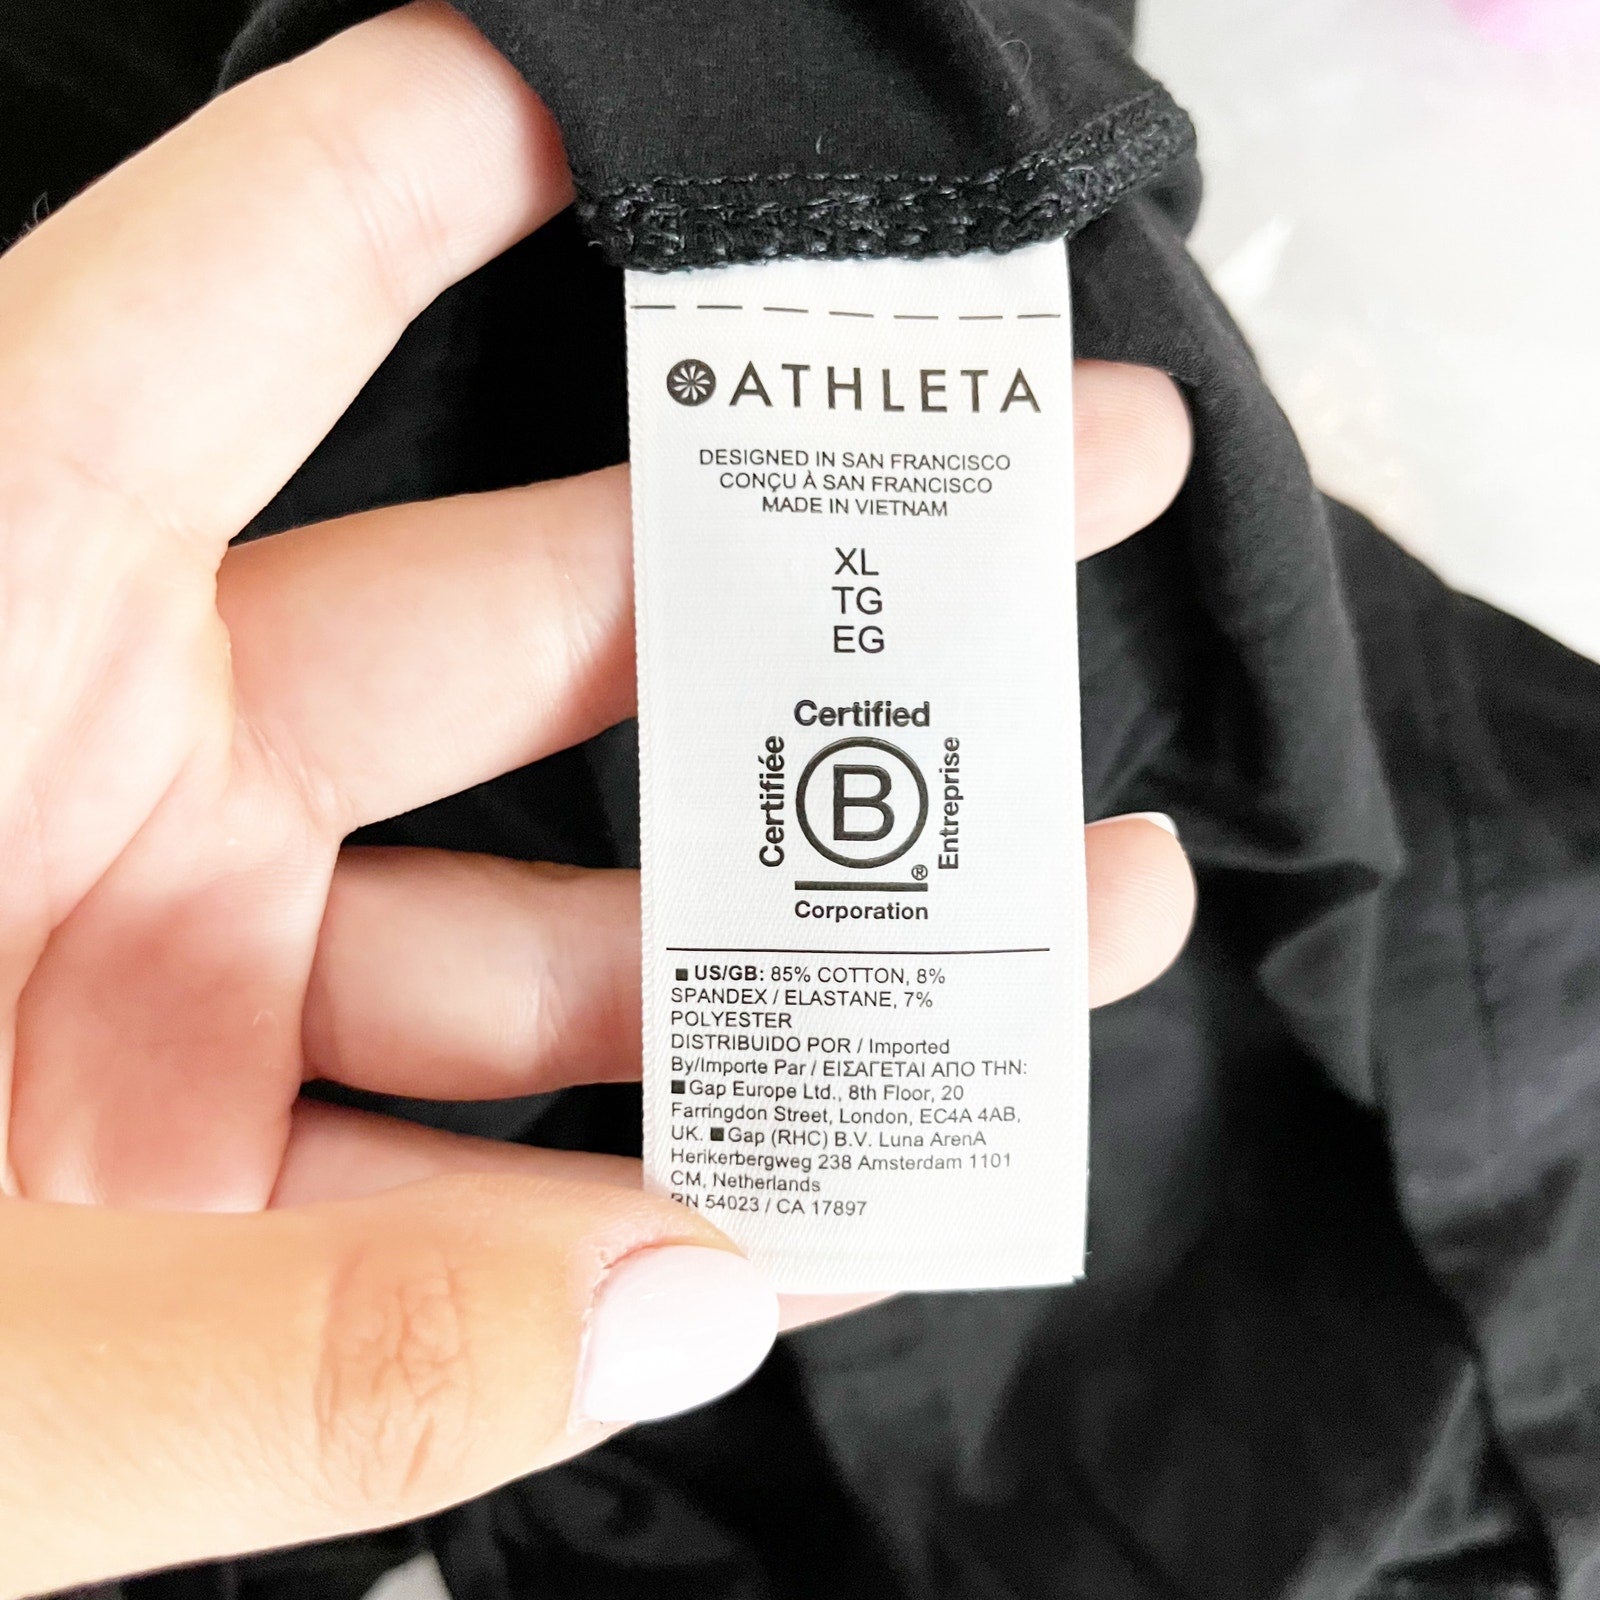 ATHLETA
DESIGNED IN SAN FRANCISCO
CONÇU À SAN FRANCISCO
MADE IN VIETNAM
XL
TG
EG
Certified
Certifiée
B
Entreprise
®
Corporation
■ US/GB: 85% COTTON, 8%
SPANDEX / ELASTANE, 7%
POLYESTER
DISTRIBUIDO POR / Imported
By/Importe Par / ΕΙΣΑΓΕΤΑΙ ΑΠΟ ΤΗΝ:
■ Gap Europe Ltd., 8th Floor, 20
Farringdon Street, London, EC4A 4AB,
UK. ■ Gap (RHC) B.V. Luna ArenA
Herikerbergweg 238 Amsterdam 1101
CM, Netherlands
RN 54023 / CA 17897